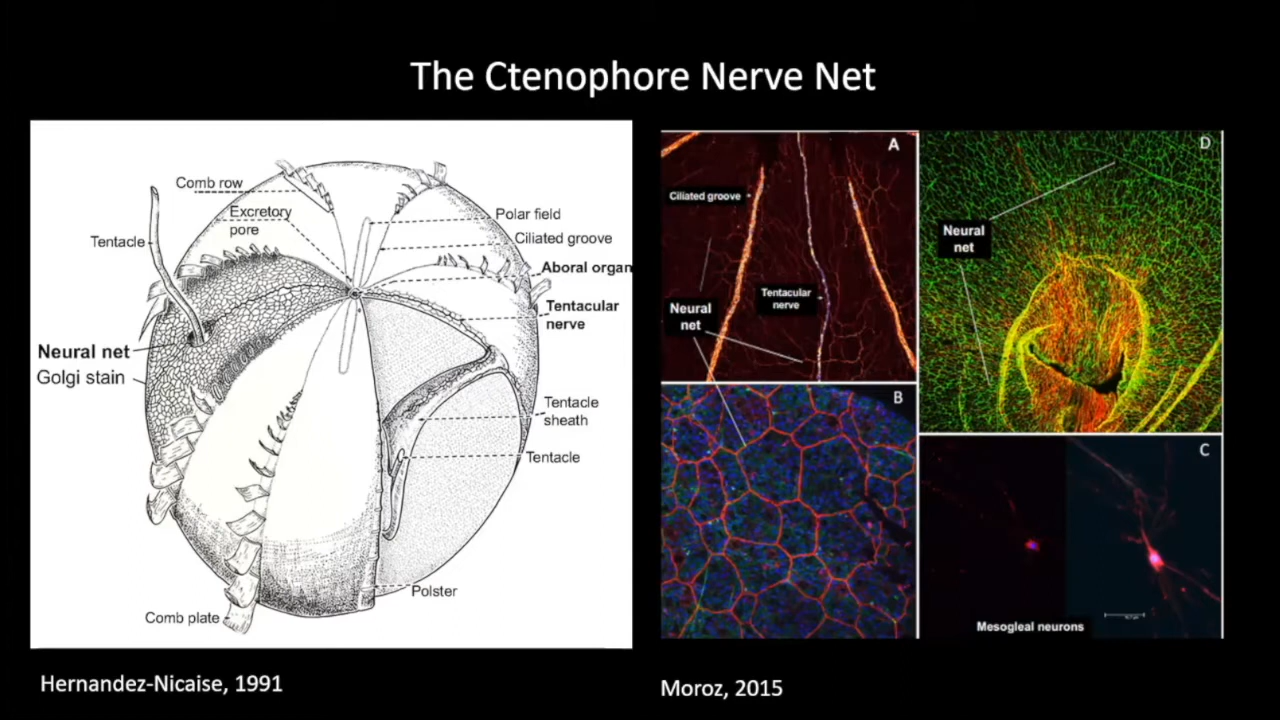 The Ctenophore Nerve Net
Comb row
Excretory
pore
Tentacle
Neural net
Golgi stain
Comb plate
Polar field
Ciliated groove
Aboral organ
Tentacular
nerve
Tentacle
sheath
Tentacle
Polster
Hernandez-Nicaise, 1991
A
Ciliated groove
Neural
net
Tentacular
nerve
B
D
Neural
net
C
Mesogleal neurons
Moroz, 2015